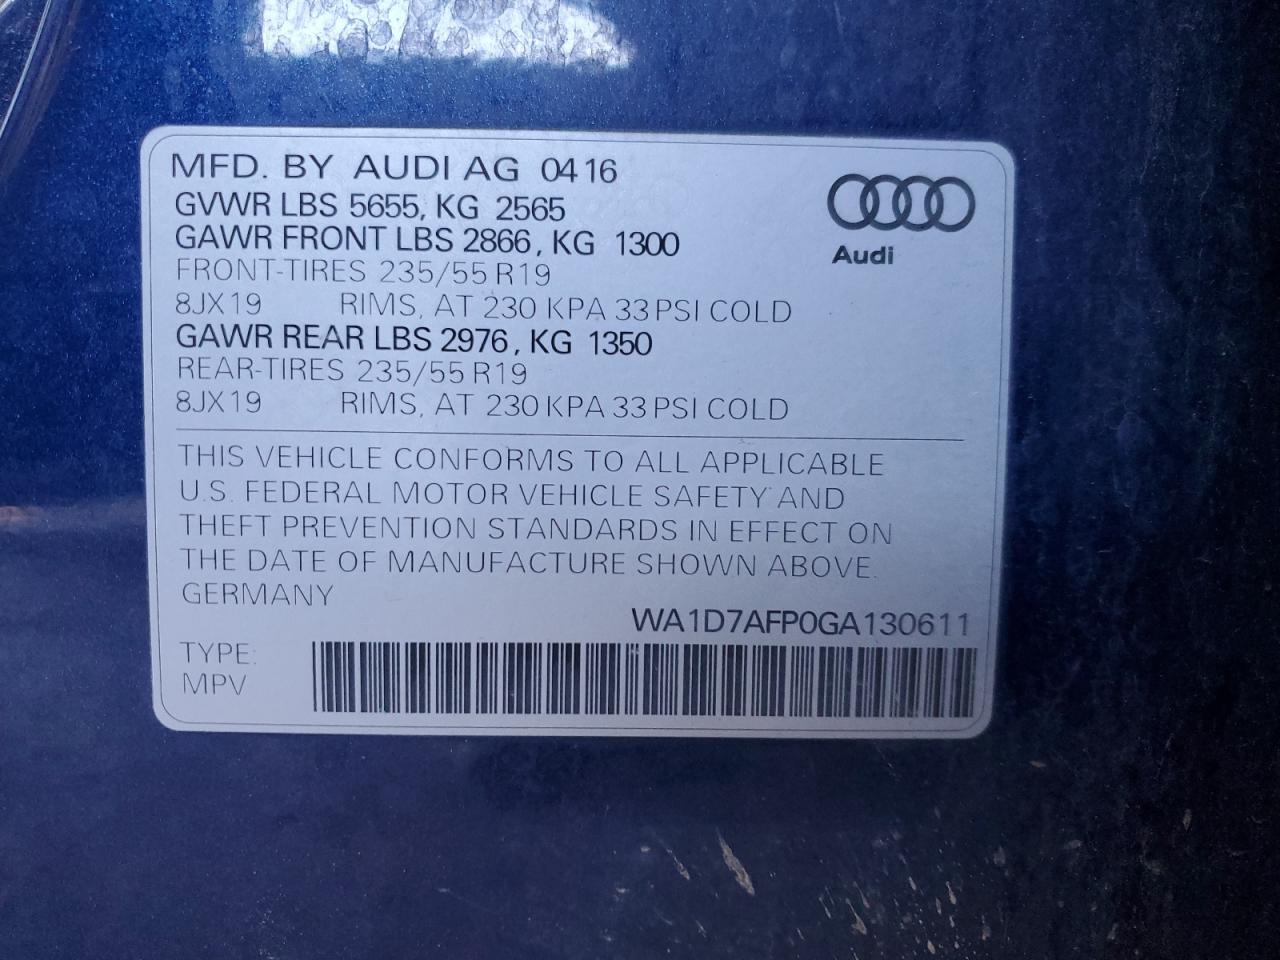 MFD. BY AUDI AG 0416
GVWR LBS 5655, KG 2565
GAWR FRONT LBS 2866, KG 1300
FRONT-TIRES 235/55 R19
8JX19 RIMS, AT 230 KPA 33 PSI COLD
GAWR REAR LBS 2976, KG 1350
REAR-TIRES 235/55 R19
8JX19 RIMS, AT 230 KPA 33 PSI COLD
Audi
THIS VEHICLE CONFORMS TO ALL APPLICABLE
U.S. FEDERAL MOTOR VEHICLE SAFETY AND
THEFT PREVENTION STANDARDS IN EFFECT ON
THE DATE OF MANUFACTURE SHOWN ABOVE.
GERMANY
WA1D7AFP0GA130611
TYPE:
MPV